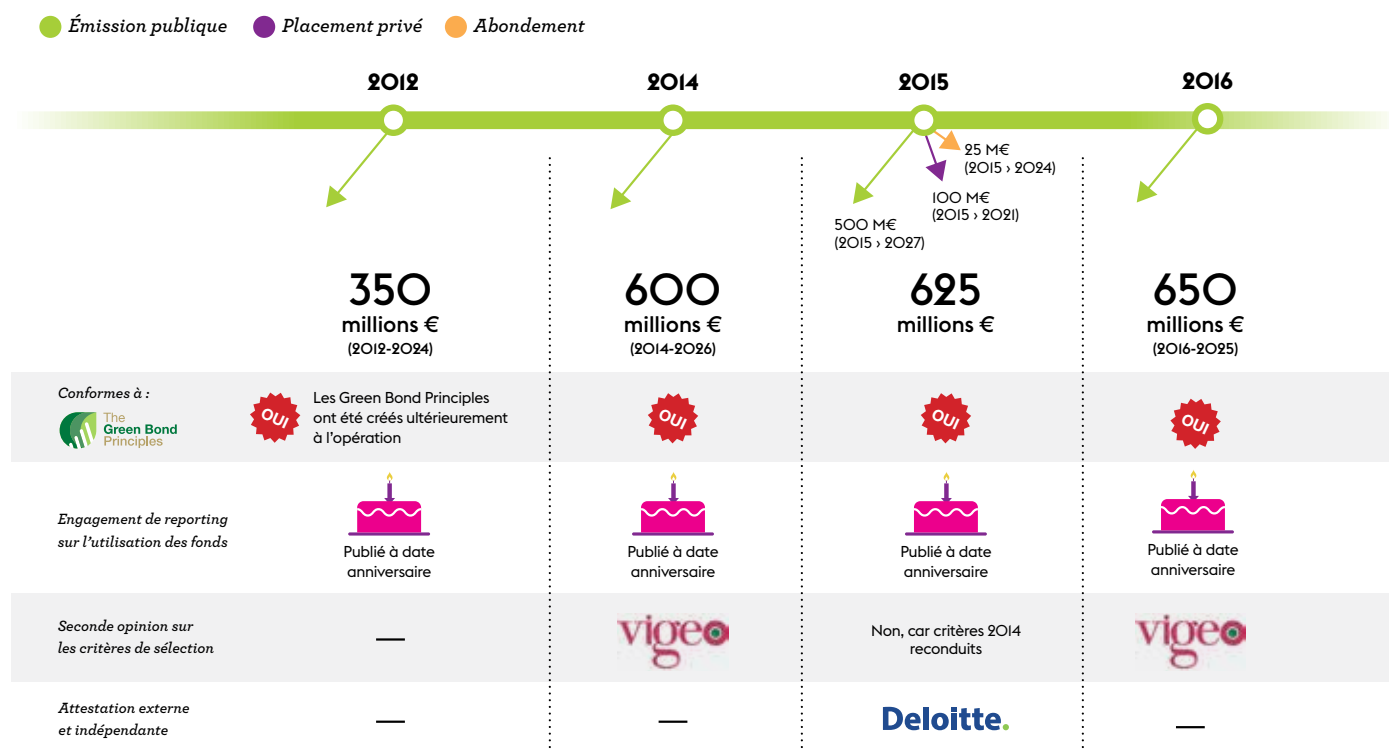 Émission publique
Placement privé
Abondement
2012
2014
2015
2016
25 M€
(2015 › 2024)
100 M€
(2015 › 2021)
500 M€
(2015 › 2027)
350
millions €
(2012-2024)
600
millions €
(2014-2026)
625
millions €
650
millions €
(2016-2025)
Conformes à :
The
Green Bond
Principles
OUI
Les Green Bond Principles
ont été créés ultérieurement
à l'opération
OUI
OUI
OUI
Engagement de reporting
sur l'utilisation des fonds
Publié à date
anniversaire
Publié à date
anniversaire
Publié à date
anniversaire
Publié à date
anniversaire
Seconde opinion sur
les critères de sélection
—
vigeo
Non, car critères 2014
reconduits
vigeo
Attestation externe
et indépendante
—
—
Deloitte.
—